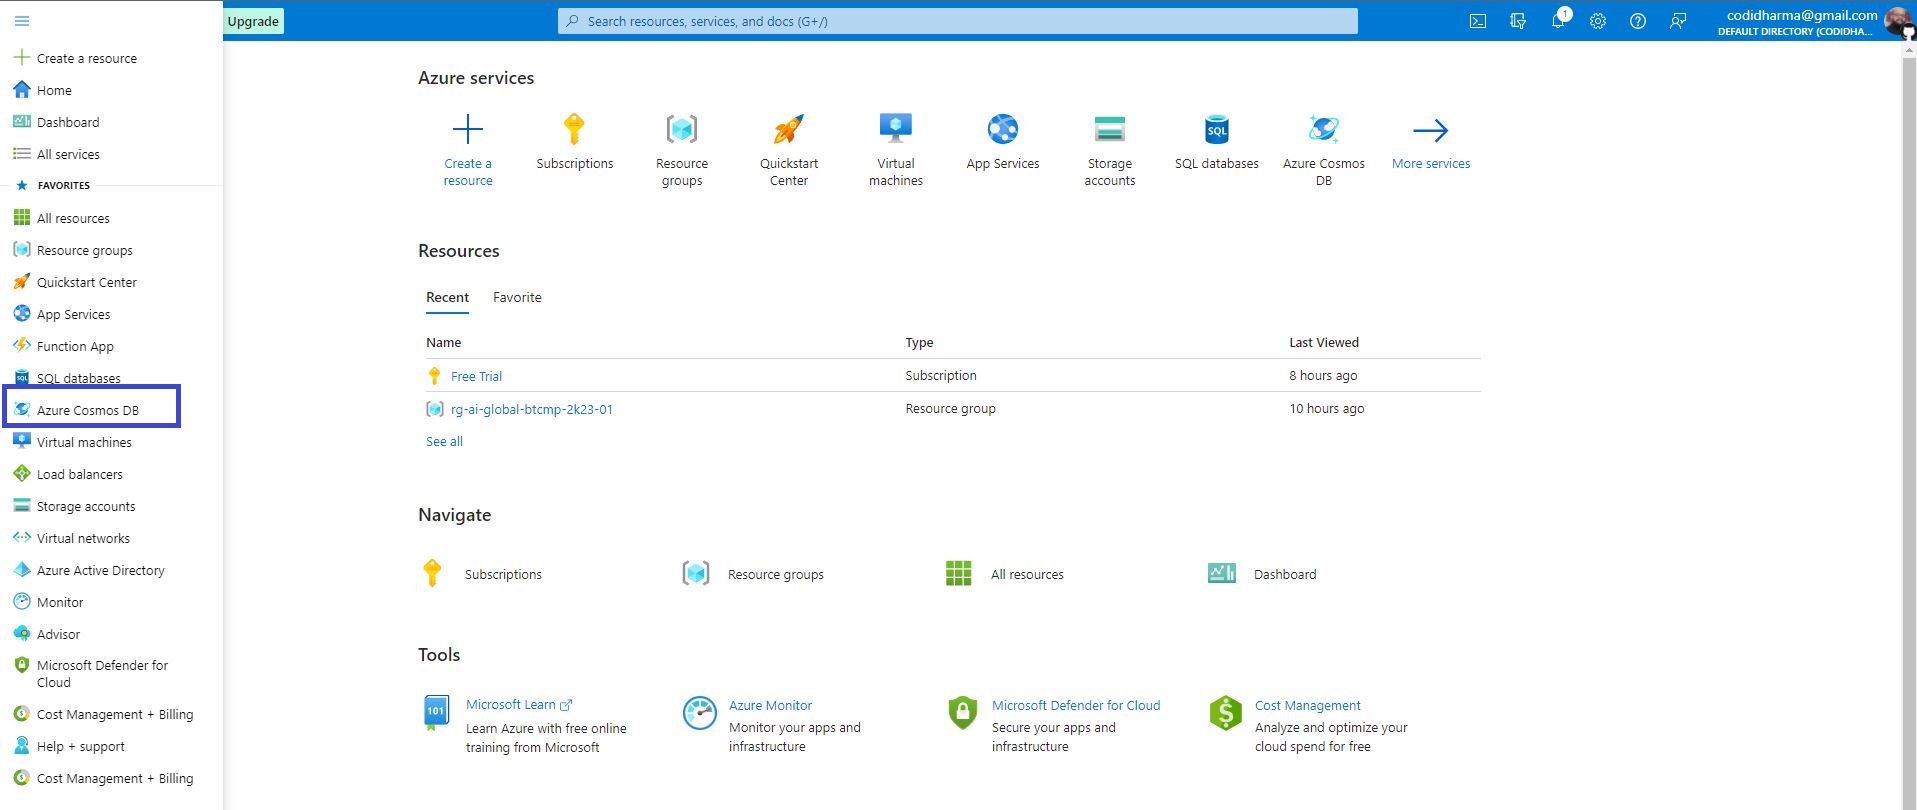 Upgrade
Search resources, services, and docs (G+/)
1
codidharma@gmail.com
DEFAULT DIRECTORY (CODIDHA...
Create a resource
Home
Dashboard
All services
FAVORITES
All resources
Resource groups
Quickstart Center
App Services
Function App
SQL databases
Azure Cosmos DB
Virtual machines
Load balancers
Storage accounts
Virtual networks
Azure Active Directory
Monitor
Advisor
Microsoft Defender for
Cloud
Cost Management + Billing
Help + support
Cost Management + Billing
Azure services
Create a
resource
Subscriptions
Resource
groups
Quickstart
Center
Virtual
machines
App Services
Storage
accounts
SQL
SQL databases
Azure Cosmos
DB
More services
Resources
Recent Favorite
Name Type Last Viewed
Free Trial Subscription 8 hours ago
rg-ai-global-btcmp-2k23-01 Resource group 10 hours ago
See all
Navigate
Subscriptions Resource groups All resources Dashboard
Tools
101
Microsoft Learn
Learn Azure with free online
training from Microsoft
Azure Monitor
Monitor your apps and
infrastructure
Microsoft Defender for Cloud
Secure your apps and
infrastructure
Cost Management
Analyze and optimize your
cloud spend for free